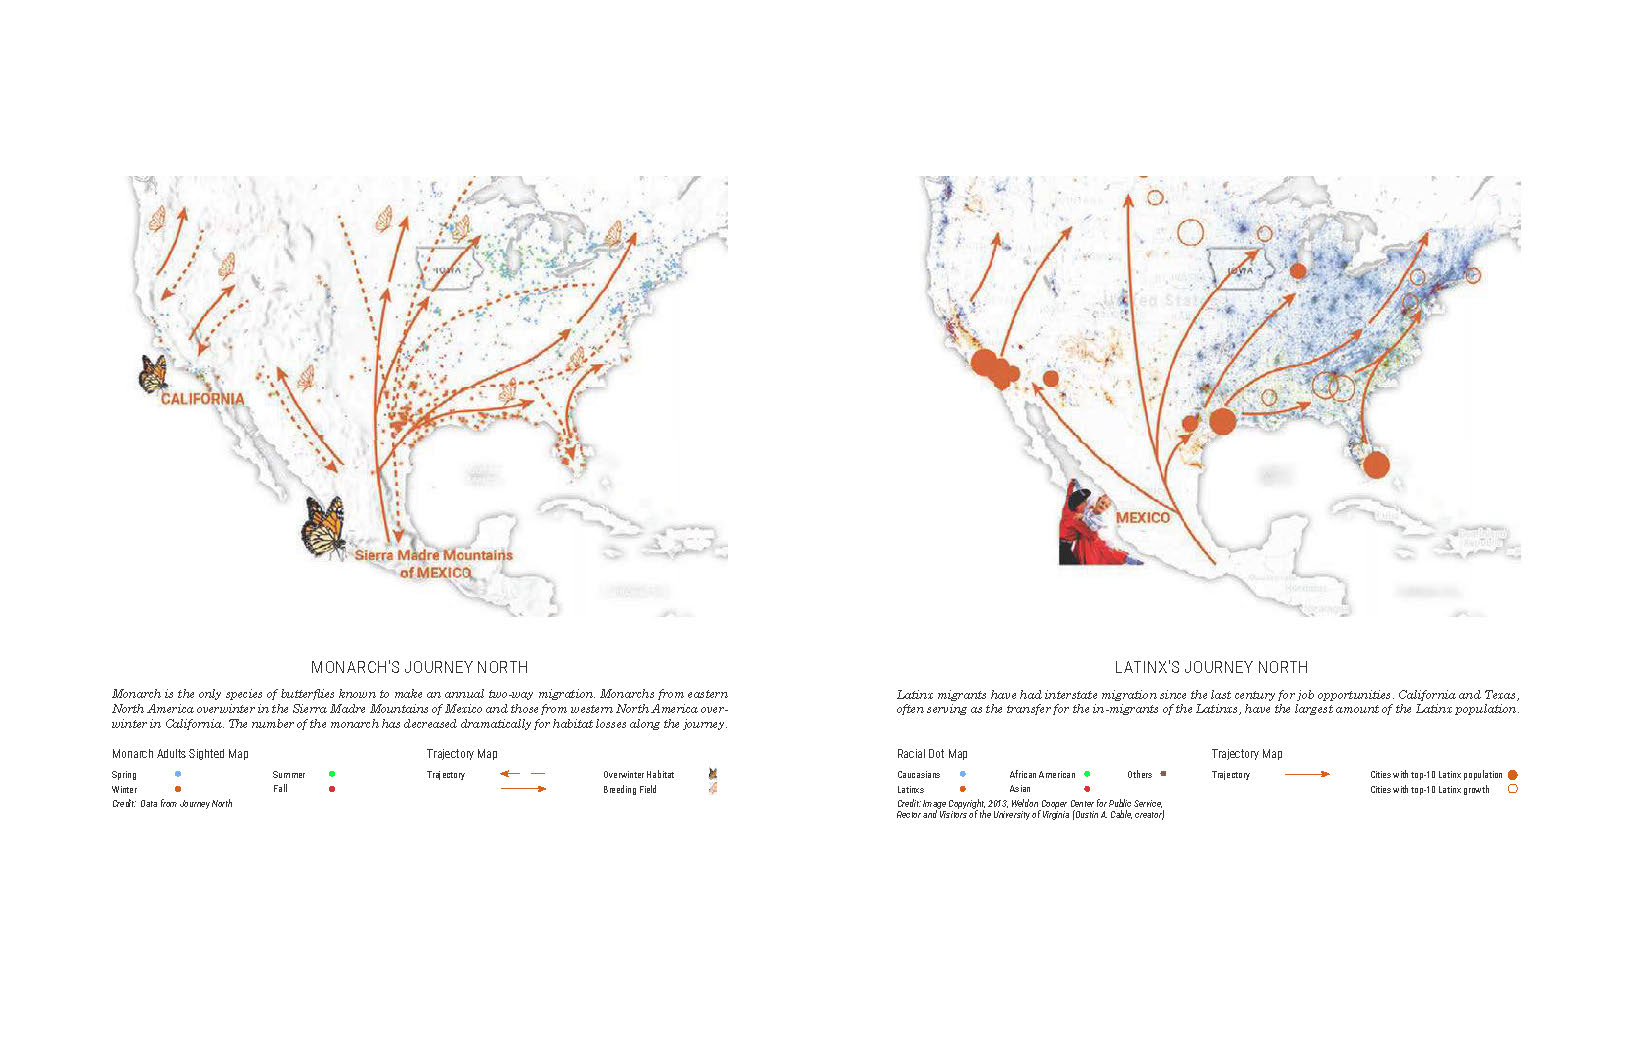 IOWA
CALIFORNIA
Sierra Madre Mountains
of MEXICO
MONARCH'S JOURNEY NORTH
Monarch is the only species of butterflies known to make an annual two-way migration. Monarchs from eastern
North America overwinter in the Sierra Madre Mountains of Mexico and those from western North America over-
winter in California. The number of the monarch has decreased dramatically for habitat losses along the journey.
Monarch Adults Sighted Map
Spring
Summer
Winter
Fall
Credit: Data from Journey North
Trajectory Map
Trajectory
Overwinter Habitat
Breeding Field
IOWA
United States
MEXICO
LATINX'S JOURNEY NORTH
Latinx migrants have had interstate migration since the last century for job opportunities. California and Texas,
often serving as the transfer for the in-migrants of the Latinxs, have the largest amount of the Latinx population.
Racial Dot Map
Caucasians
African American
Others
Latinxs
Asian
Credit: Image Copyright, 2013, Weldon Cooper Center for Public Service,
Rector and Visitors of the University of Virginia (Dustin A. Cable, creator)
Trajectory Map
Trajectory
Cities with top-10 Latinx population
Cities with top-10 Latinx growth